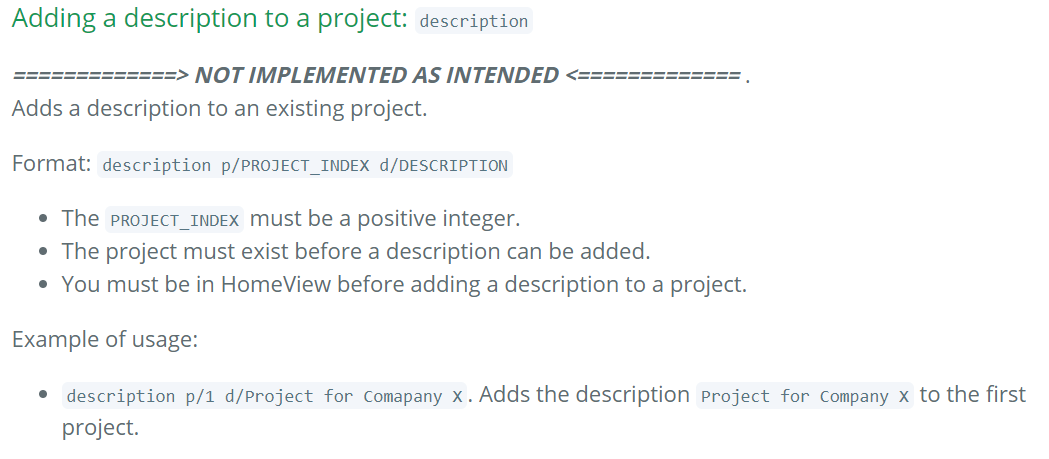 Adding a description to a project: description
=============> NOT IMPLEMENTED AS INTENDED <============= .
Adds a description to an existing project.
Format: description p/PROJECT_INDEX d/DESCRIPTION
• The PROJECT_INDEX must be a positive integer.
• The project must exist before a description can be added.
• You must be in HomeView before adding a description to a project.
Example of usage:
• description p/1 d/Project for Comapany X. Adds the description Project for Company X to the first
project.